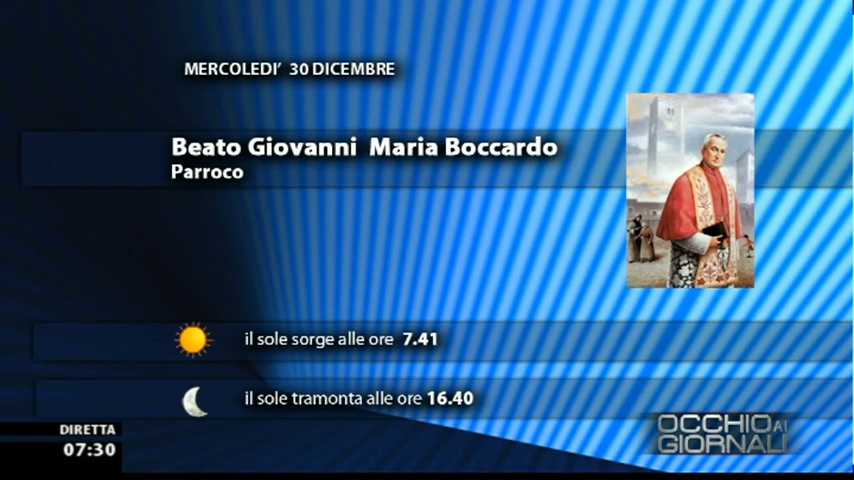 MERCOLEDI' 30 DICEMBRE
Beato Giovanni Maria Boccardo
Parroco
il sole sorge alle ore 7.41
il sole tramonta alle ore 16.40
DIRETTA
07:30
OCCHIO AI
GIORNALI